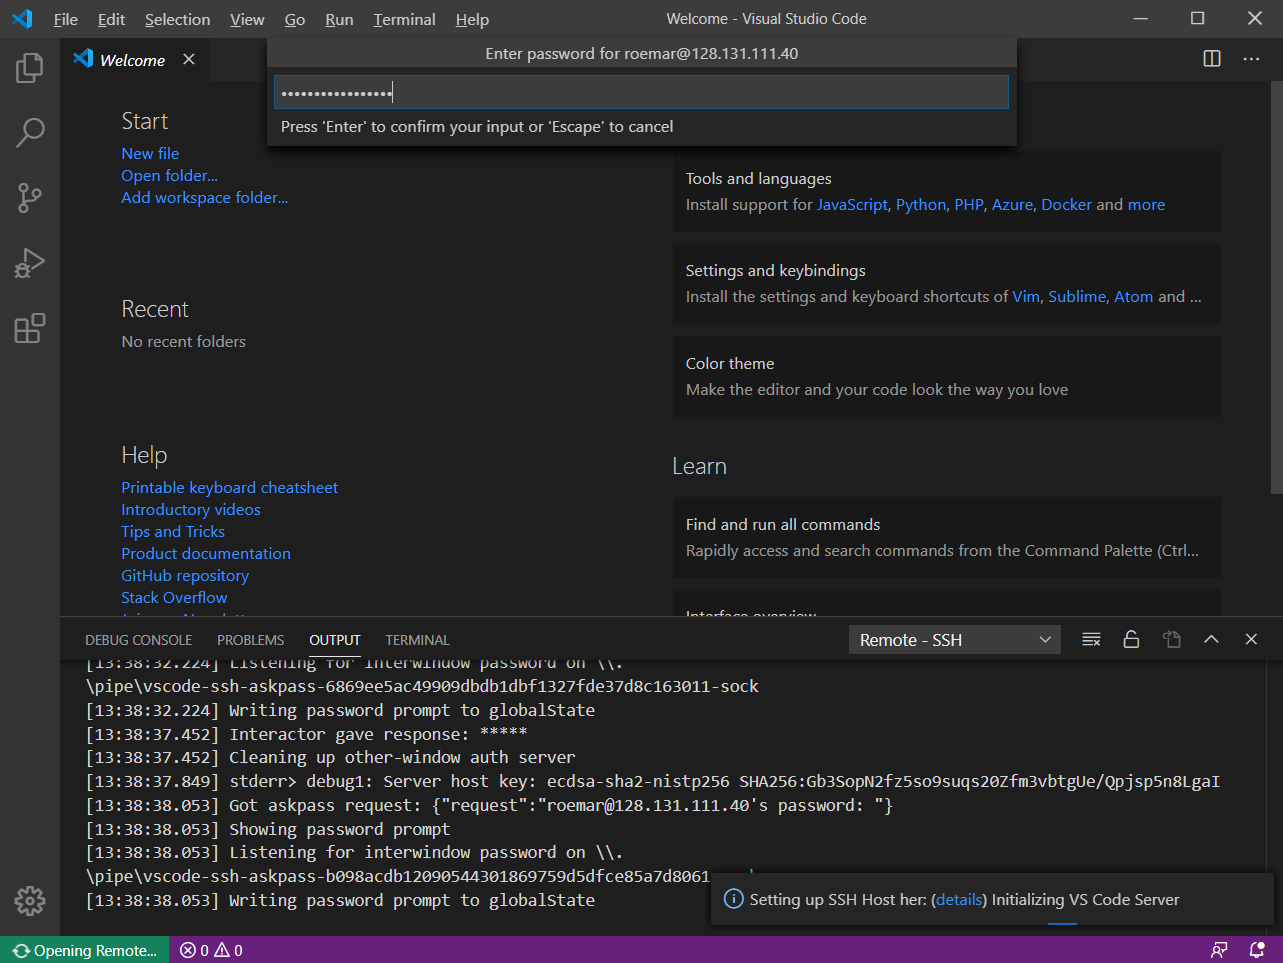 File Edit Selection View Go Run Terminal Help Welcome - Visual Studio Code
Welcome
Enter password for roemar@128.131.111.40
•••••••••••••••••
Press 'Enter' to confirm your input or 'Escape' to cancel
Start
New file
Open folder...
Add workspace folder...
Recent
No recent folders
Help
Printable keyboard cheatsheet
Introductory videos
Tips and Tricks
Product documentation
GitHub repository
Stack Overflow
Tools and languages
Install support for JavaScript, Python, PHP, Azure, Docker and more
Settings and keybindings
Install the settings and keyboard shortcuts of Vim, Sublime, Atom and ...
Color theme
Make the editor and your code look the way you love
Learn
Find and run all commands
Rapidly access and search commands from the Command Palette (Ctrl...
Interface overview
DEBUG CONSOLE PROBLEMS OUTPUT TERMINAL Remote - SSH
[13:38:32.224] Listening for interwindow password on \\.
\pipe\vscode-ssh-askpass-6869ee5ac49909dbdb1dbf1327fde37d8c163011-sock
[13:38:32.224] Writing password prompt to globalState
[13:38:37.452] Interactor gave response: *****
[13:38:37.452] Cleaning up other-window auth server
[13:38:37.849] stderr> debug1: Server host key: ecdsa-sha2-nistp256 SHA256:Gb3SopN2fz5so9suqs20Zfm3vbtgUe/Qpjsp5n8LgaI
[13:38:38.053] Got askpass request: {"request":"roemar@128.131.111.40's password: "}
[13:38:38.053] Showing password prompt
[13:38:38.053] Listening for interwindow password on \\.
\pipe\vscode-ssh-askpass-b098acdb12090544301869759d5dfce85a7d8061
[13:38:38.053] Writing password prompt to globalState
Setting up SSH Host her: (details) Initializing VS Code Server
Opening Remote... 0 0